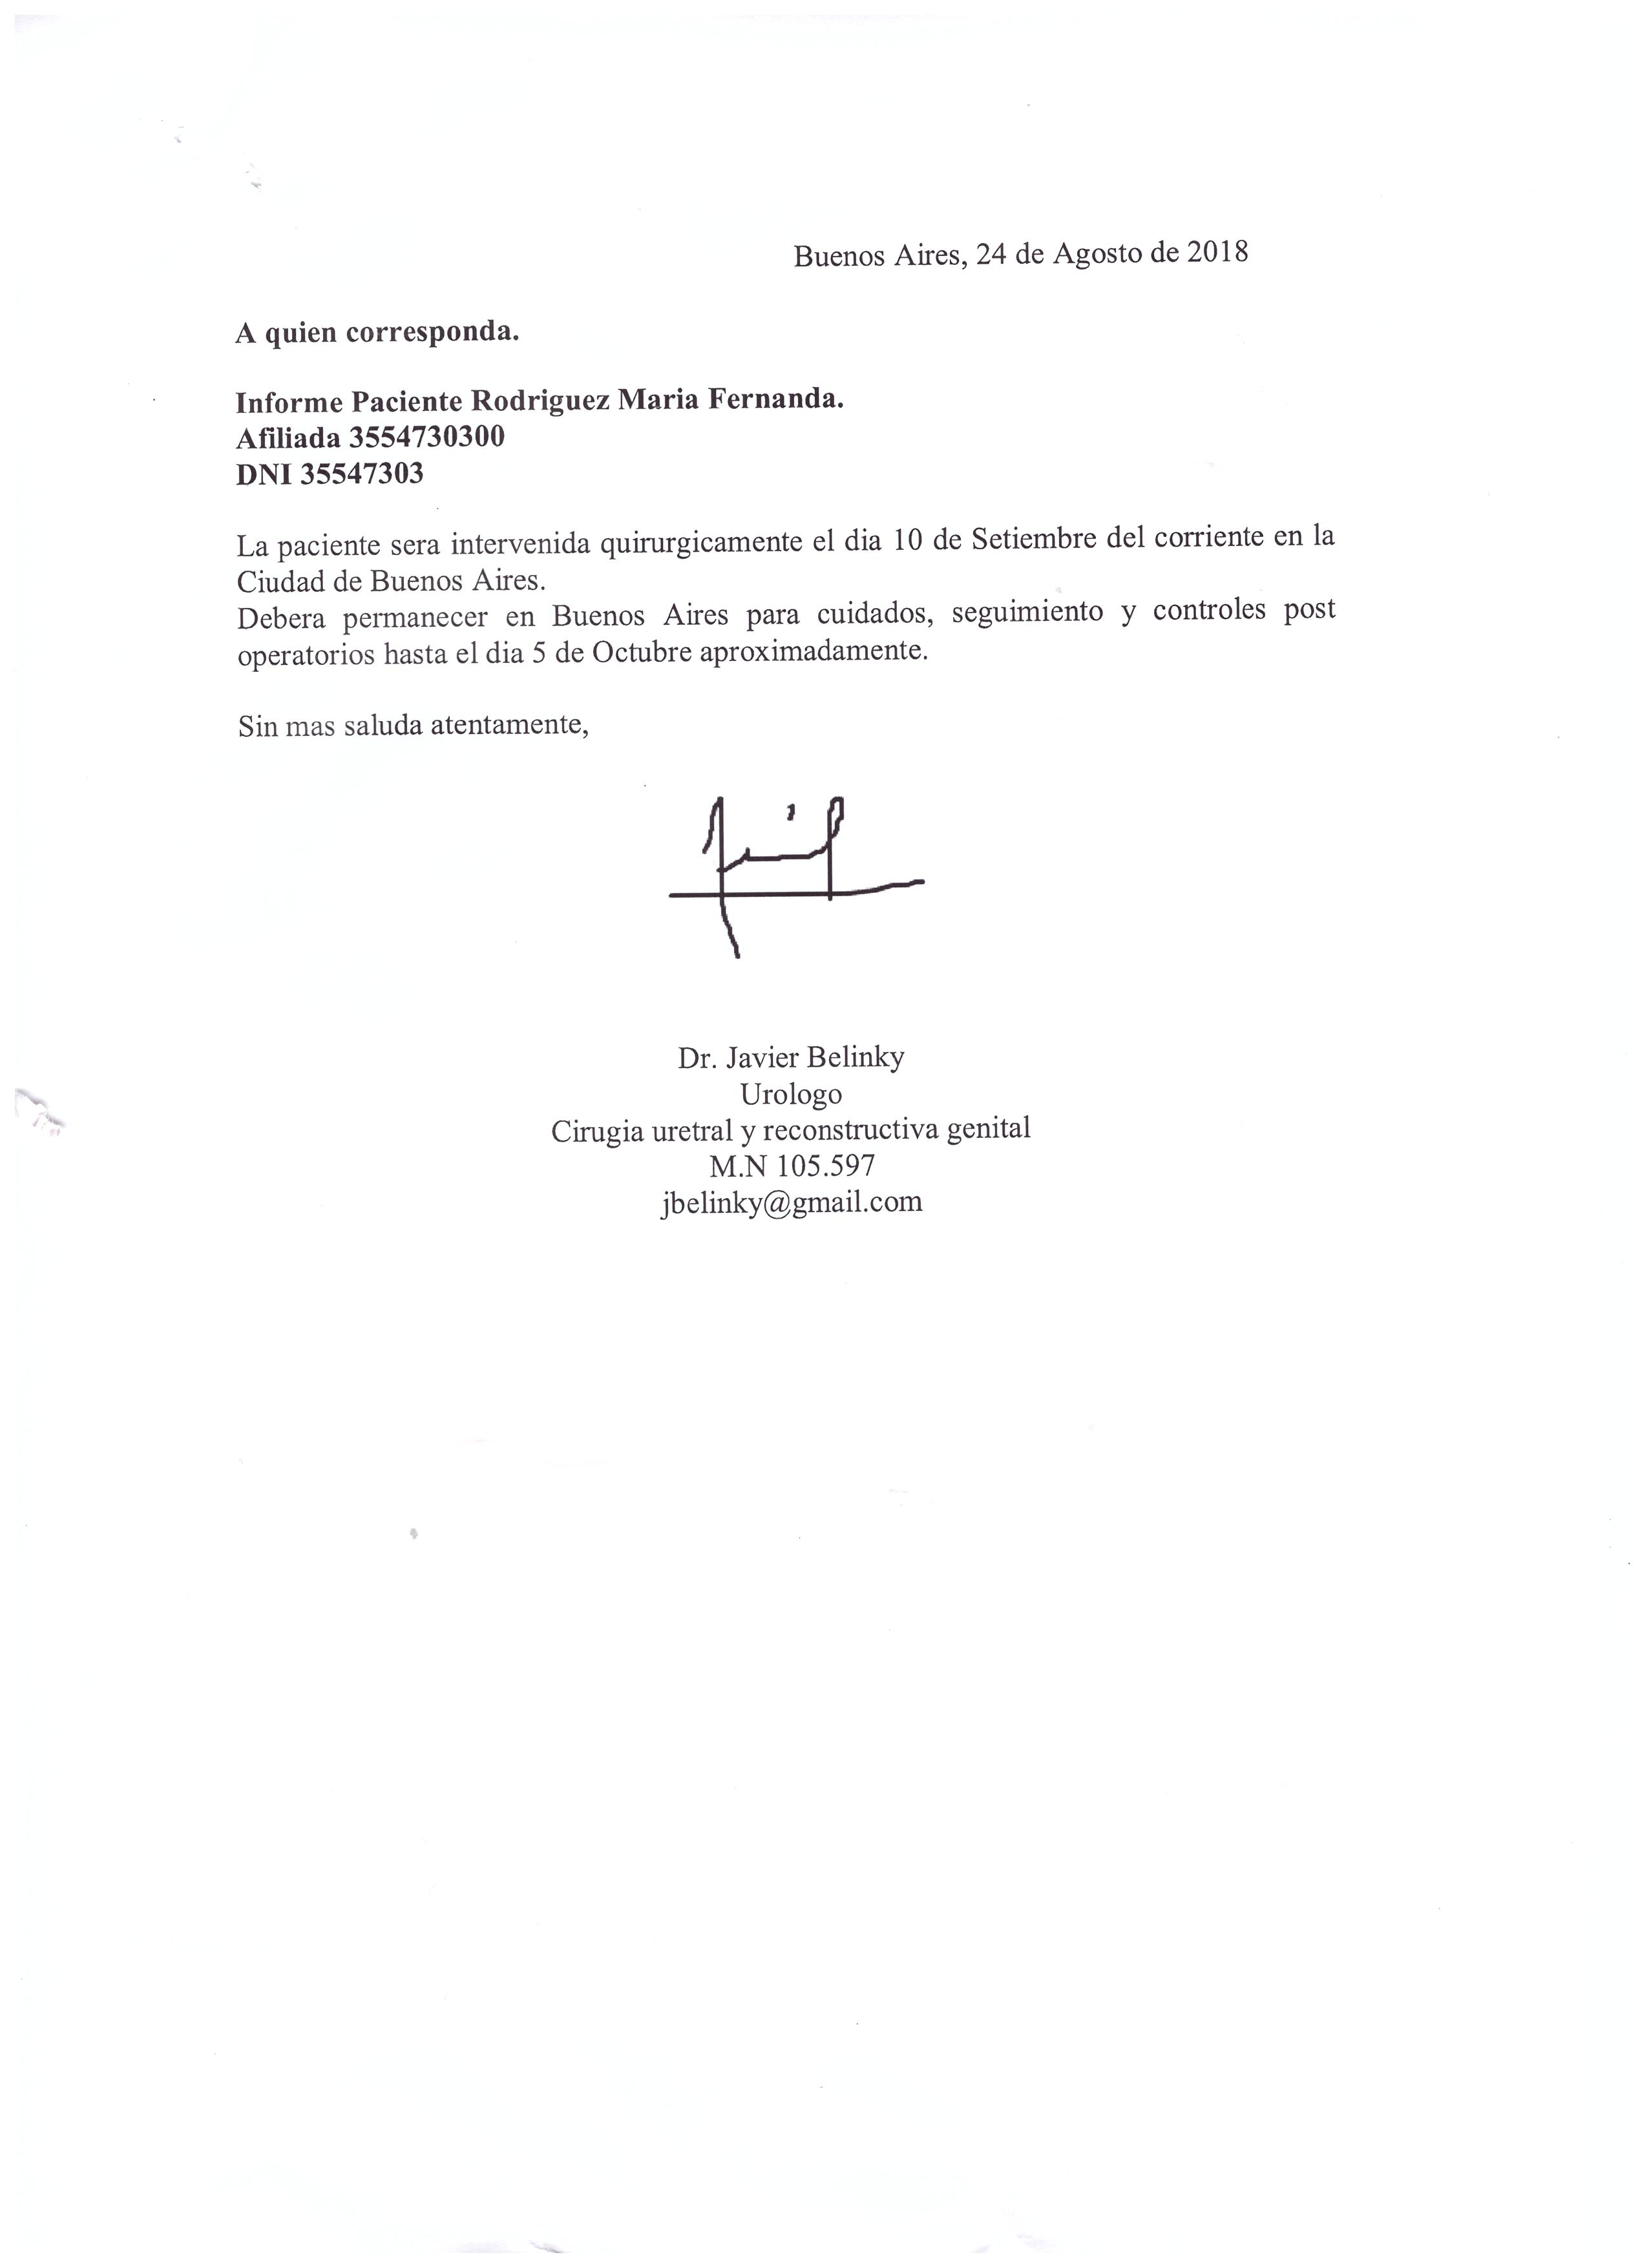 Buenos Aires, 24 de Agosto de 2018
A quien corresponda.
Informe Paciente Rodriguez Maria Fernanda.
Afiliada 3554730300
DNI 35547303
La paciente sera intervenida quirurgicamente el dia 10 de Setiembre del corriente en la
Ciudad de Buenos Aires.
Debera permanecer en Buenos Aires para cuidados, seguimiento y controles post
operatorios hasta el dia 5 de Octubre aproximadamente.
Sin mas saluda atentamente,
Dr. Javier Belinky
Urologo
Cirugia uretral y reconstructiva genital
M.N 105.597
jbelinky@gmail.com